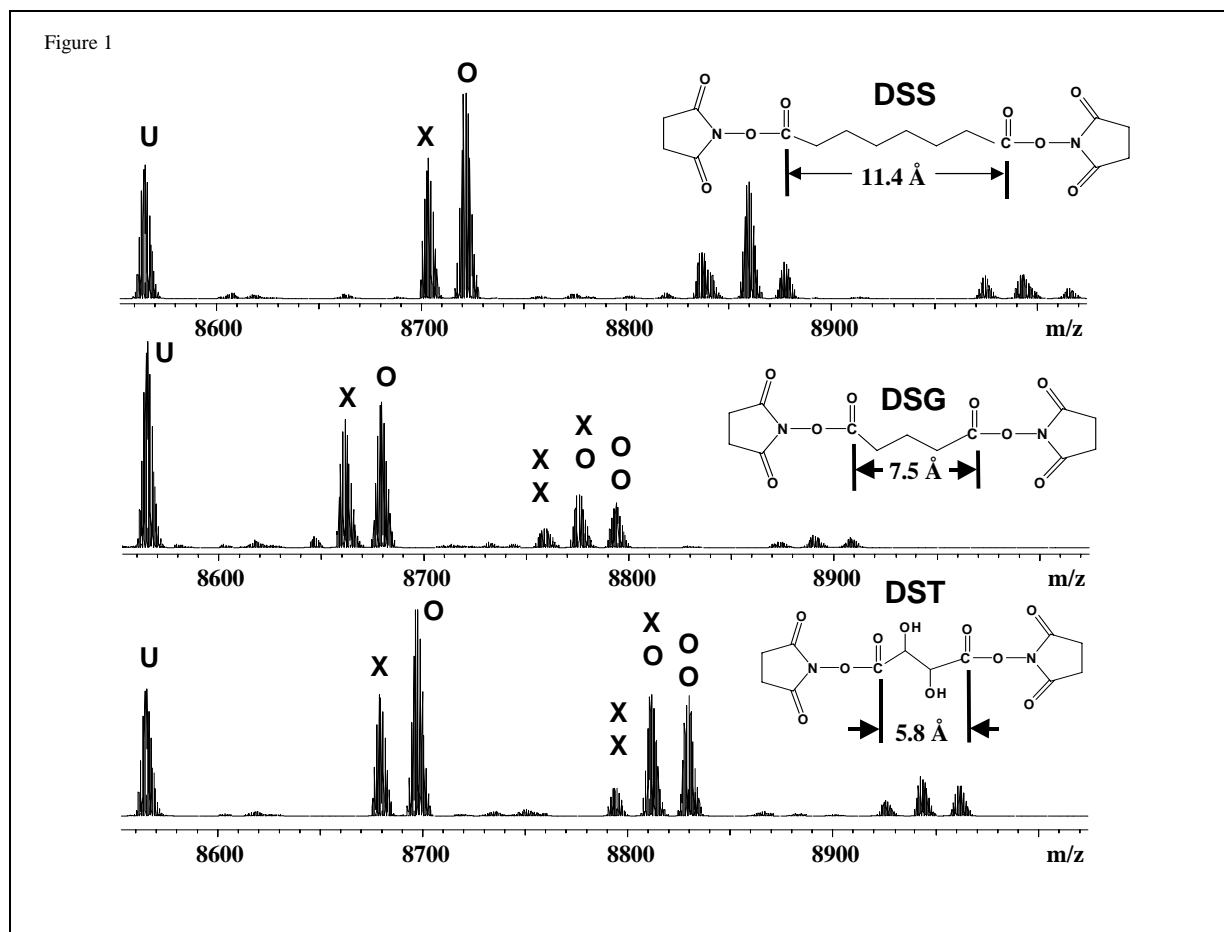 Figure 1
U
X
O
DSS
O
O
N
O
O
C
O
C
O
N
O
O
11.4 Å
8600
8700
8800
8900
m/z
U
X
O
X
X
X
O
O
O
DSG
O
O
N
O
O
C
O
C
O
N
O
O
7.5 Å
8600
8700
8800
8900
m/z
U
X
O
X
X
X
O
O
O
DST
O
O
N
O
O
C
OH
OH
O
C
O
N
O
O
5.8 Å
8600
8700
8800
8900
m/z